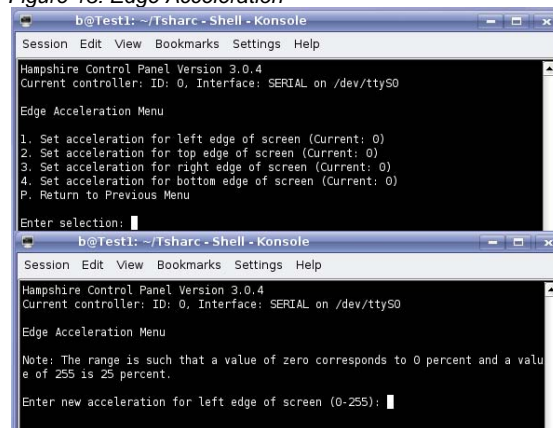 Figure 18. Edge Acceleration
b@Test1: ~/Tsharc - Shell - Konsole
Session Edit View Bookmarks Settings Help
Hampshire Control Panel Version 3.0.4
Current controller: ID: 0, Interface: SERIAL on /dev/ttyS0
Edge Acceleration Menu
1. Set acceleration for left edge of screen (Current: 0)
2. Set acceleration for top edge of screen (Current: 0)
3. Set acceleration for right edge of screen (Current: 0)
4. Set acceleration for bottom edge of screen (Current: 0)
P. Return to Previous Menu
Enter selection:
b@Test1: ~/Tsharc - Shell - Konsole
Session Edit View Bookmarks Settings Help
Hampshire Control Panel Version 3.0.4
Current controller: ID: 0, Interface: SERIAL on /dev/ttyS0
Edge Acceleration Menu
Note: The range is such that a value of zero corresponds to 0 percent and a valu
e of 255 is 25 percent.
Enter new acceleration for left edge of screen (0-255):